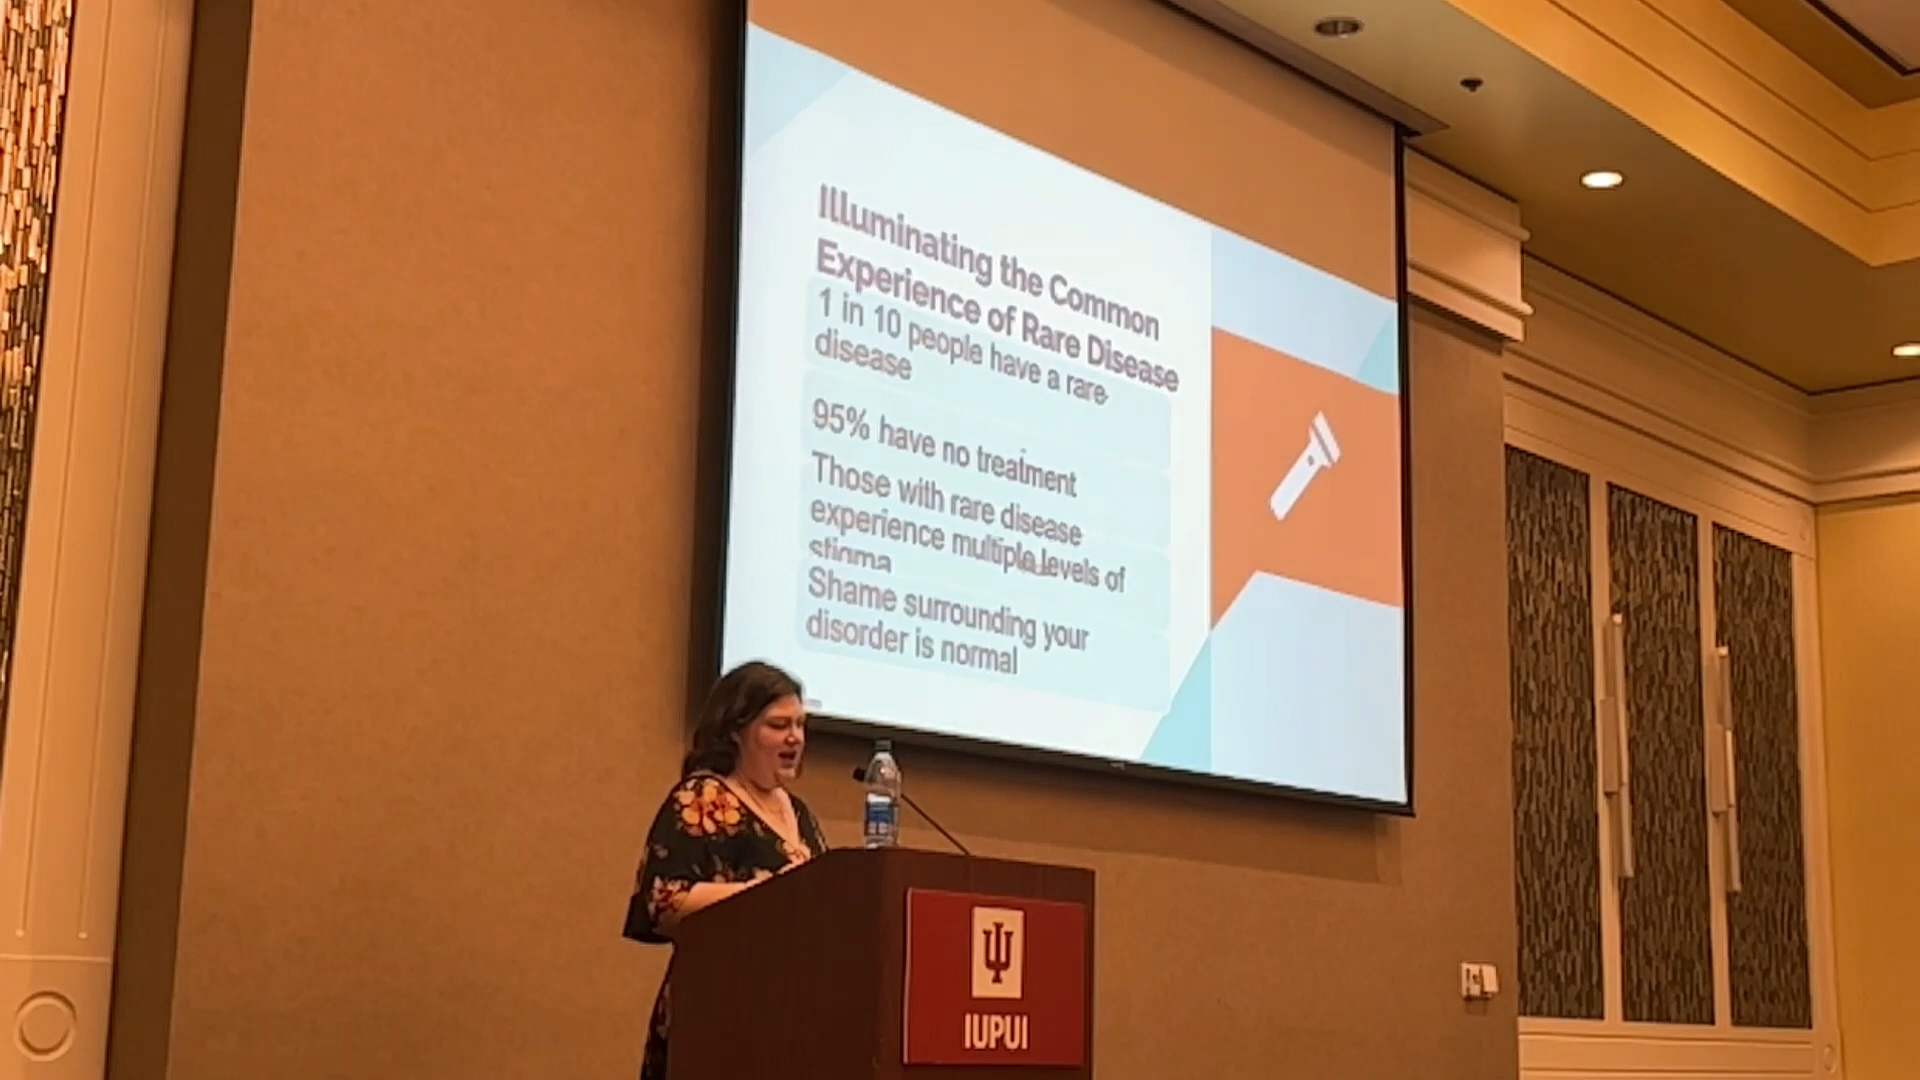 Illuminating the Common
Experience of Rare Disease
1 in 10 people have a rare
disease
95% have no treatment
Those with rare disease
experience multiple levels of
stigma
Shame surrounding your
disorder is normal
IUPUI